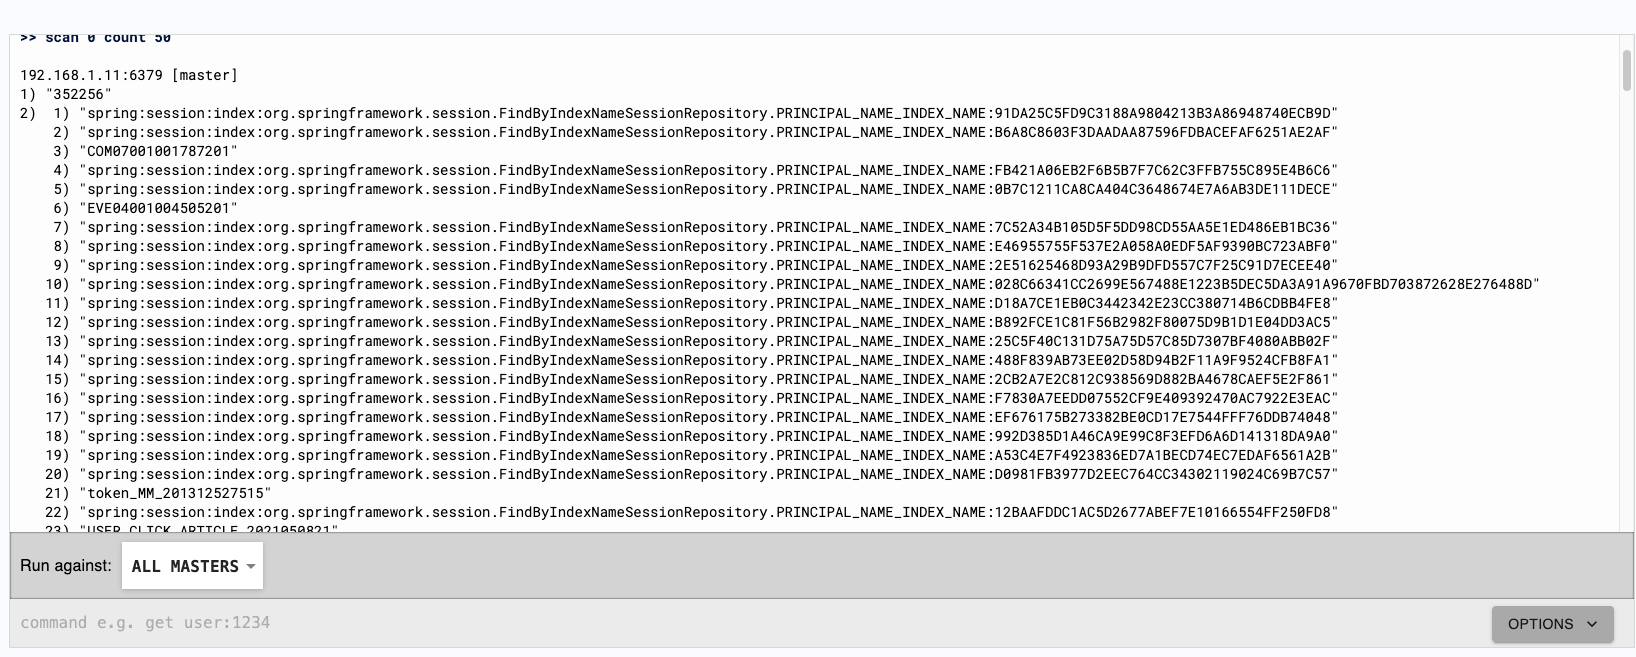 >> scan 0 count 50
192.168.1.11:6379 [master]
1) "352256"
2) 1) "spring:session:index:org.springframework.session.FindByIndexNameSessionRepository.PRINCIPAL_NAME_INDEX_NAME:91DA25C5FD9C3188A9804213B3A86948740ECB9D"
2) "spring:session:index:org.springframework.session.FindByIndexNameSessionRepository.PRINCIPAL_NAME_INDEX_NAME:B6A8C8603F3DAADAA87596FDBACEFAF6251AE2AF"
3) "COM07001001787201"
4) "spring:session:index:org.springframework.session.FindByIndexNameSessionRepository.PRINCIPAL_NAME_INDEX_NAME:FB421A06EB2F6B5B7F7C62C3FFB755C895E4B6C6"
5) "spring:session:index:org.springframework.session.FindByIndexNameSessionRepository.PRINCIPAL_NAME_INDEX_NAME:0B7C1211CA8CA404C3648674E7A6AB3DE111DECE"
6) "EVE04001004505201"
7) "spring:session:index:org.springframework.session.FindByIndexNameSessionRepository.PRINCIPAL_NAME_INDEX_NAME:7C52A34B105D5F5DD98CD55AA5E1ED486EB1BC36"
8) "spring:session:index:org.springframework.session.FindByIndexNameSessionRepository.PRINCIPAL_NAME_INDEX_NAME:E46955755F537E2A058A0EDF5AF9390BC723ABF0"
9) "spring:session:index:org.springframework.session.FindByIndexNameSessionRepository.PRINCIPAL_NAME_INDEX_NAME:2E51625468D93A29B9DFD557C7F25C91D7ECEE40"
10) "spring:session:index:org.springframework.session.FindByIndexNameSessionRepository.PRINCIPAL_NAME_INDEX_NAME:028C66341CC2699E567488E1223B5DEC5DA3A91A9670FBD703872628E276488D"
11) "spring:session:index:org.springframework.session.FindByIndexNameSessionRepository.PRINCIPAL_NAME_INDEX_NAME:D18A7CE1EB0C3442342E23CC380714B6CDBB4FE8"
12) "spring:session:index:org.springframework.session.FindByIndexNameSessionRepository.PRINCIPAL_NAME_INDEX_NAME:B892FCE1C81F56B2982F80075D9B1D1E04DD3AC5"
13) "spring:session:index:org.springframework.session.FindByIndexNameSessionRepository.PRINCIPAL_NAME_INDEX_NAME:25C5F40C131D75A75D57C85D7307BF4080ABB02F"
14) "spring:session:index:org.springframework.session.FindByIndexNameSessionRepository.PRINCIPAL_NAME_INDEX_NAME:488F839AB73EE02D58D94B2F11A9F9524CFB8FA1"
15) "spring:session:index:org.springframework.session.FindByIndexNameSessionRepository.PRINCIPAL_NAME_INDEX_NAME:2CB2A7E2C812C938569D882BA4678CAEF5E2F861"
16) "spring:session:index:org.springframework.session.FindByIndexNameSessionRepository.PRINCIPAL_NAME_INDEX_NAME:F7830A7EEDD07552CF9E409392470AC7922E3EAC"
17) "spring:session:index:org.springframework.session.FindByIndexNameSessionRepository.PRINCIPAL_NAME_INDEX_NAME:EF676175B273382BE0CD17E7544FFF76DDB74048"
18) "spring:session:index:org.springframework.session.FindByIndexNameSessionRepository.PRINCIPAL_NAME_INDEX_NAME:992D385D1A46CA9E99C8F3EFD6A6D141318DA9A0"
19) "spring:session:index:org.springframework.session.FindByIndexNameSessionRepository.PRINCIPAL_NAME_INDEX_NAME:A53C4E7F4923836ED7A1BECD74EC7EDAF6561A2B"
20) "spring:session:index:org.springframework.session.FindByIndexNameSessionRepository.PRINCIPAL_NAME_INDEX_NAME:D0981FB3977D2EEC764CC34302119024C69B7C57"
21) "token_MM_201312527515"
22) "spring:session:index:org.springframework.session.FindByIndexNameSessionRepository.PRINCIPAL_NAME_INDEX_NAME:12BAAFDDC1AC5D2677ABEF7E10166554FF250FD8"
23) "USER_CLICK_ARTICLE_2021050821"
Run against: ALL MASTERS
command e.g. get user:1234
OPTIONS